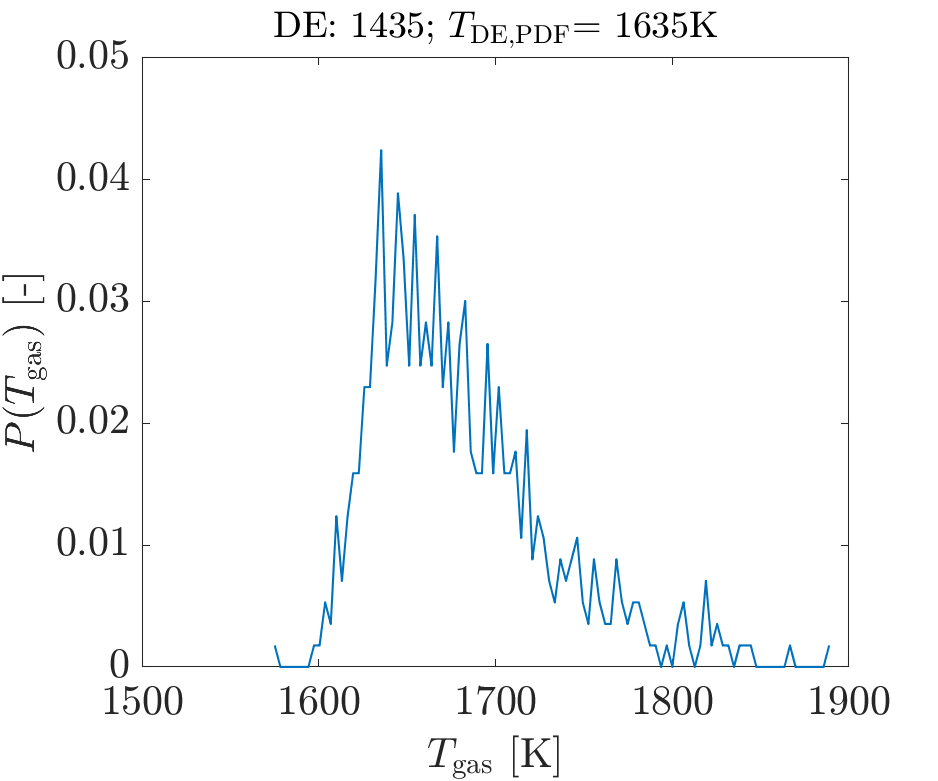 DE: 1435; T_DE,PDF= 1635K
0.05
0.04
0.03
0.02
0.01
0
P(T_gas) [-]
1500 1600 1700 1800 1900
T_gas [K]